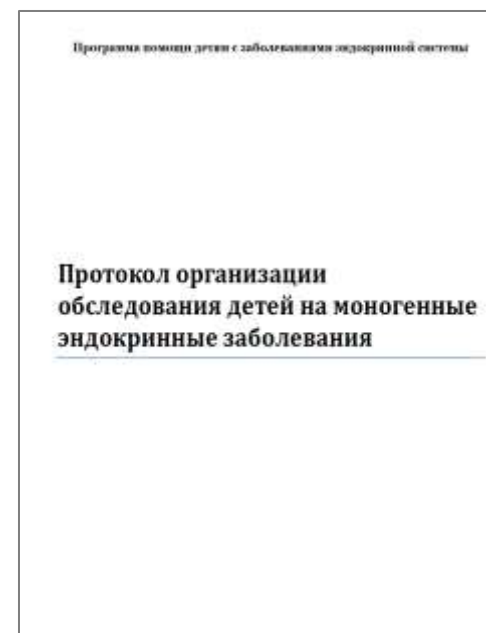 Программа помощи детям с заболеваниями эндокринной системы
Протокол организации
обследования детей на моногенные
эндокринные заболевания